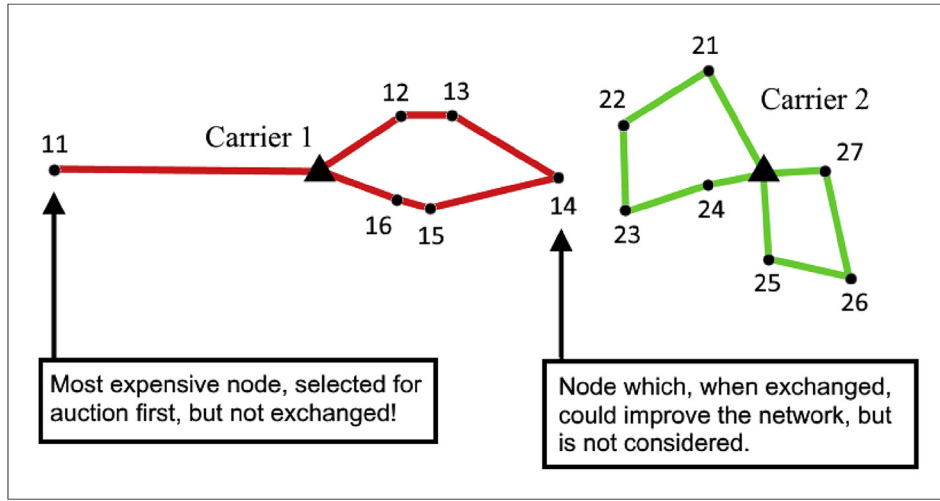 21
22
12
13
Carrier 2
11
Carrier 1
27
16
15
14
23
24
25
26
Most expensive node, selected for
auction first, but not exchanged!
Node which, when exchanged,
could improve the network, but
is not considered.